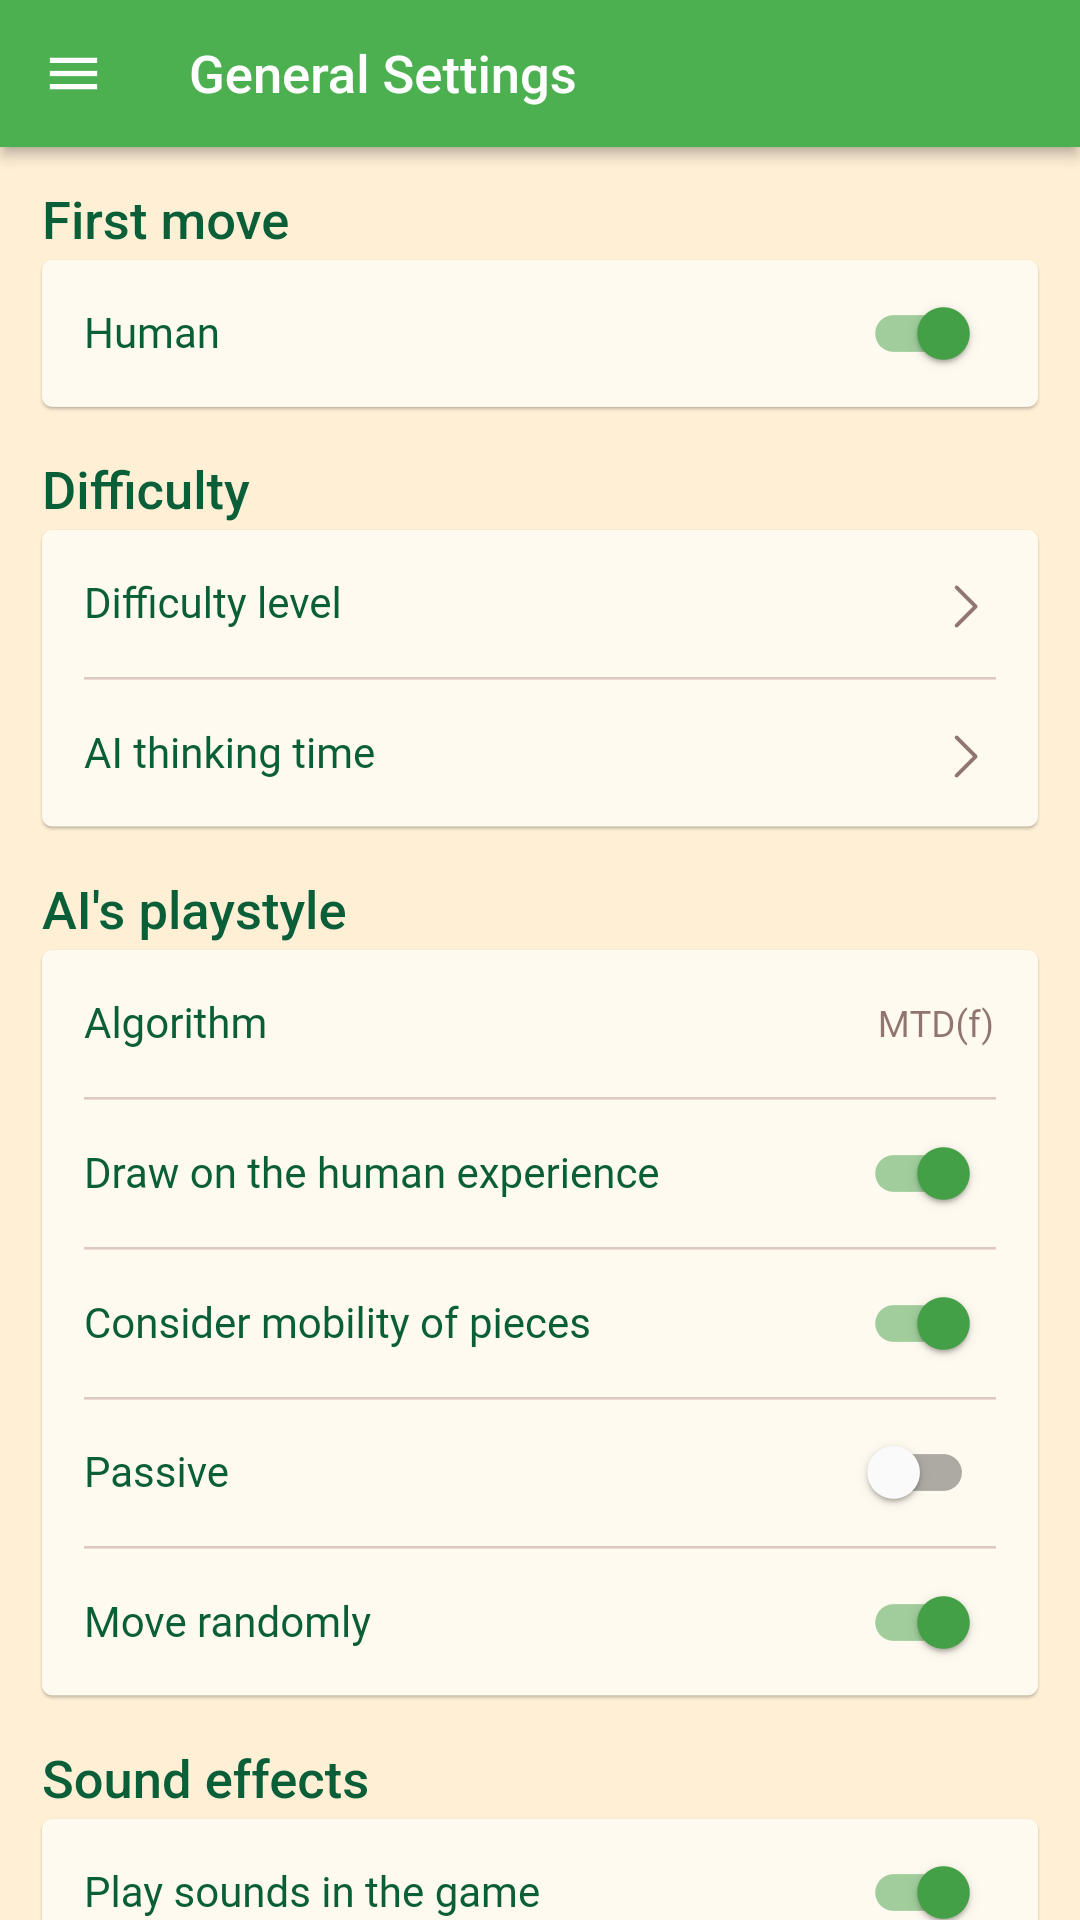 General Settings
First move
Human
Difficulty
Difficulty level
AI thinking time
AI's playstyle
Algorithm MTD(f)
Draw on the human experience
Consider mobility of pieces
Passive
Move randomly
Sound effects
Play sounds in the game